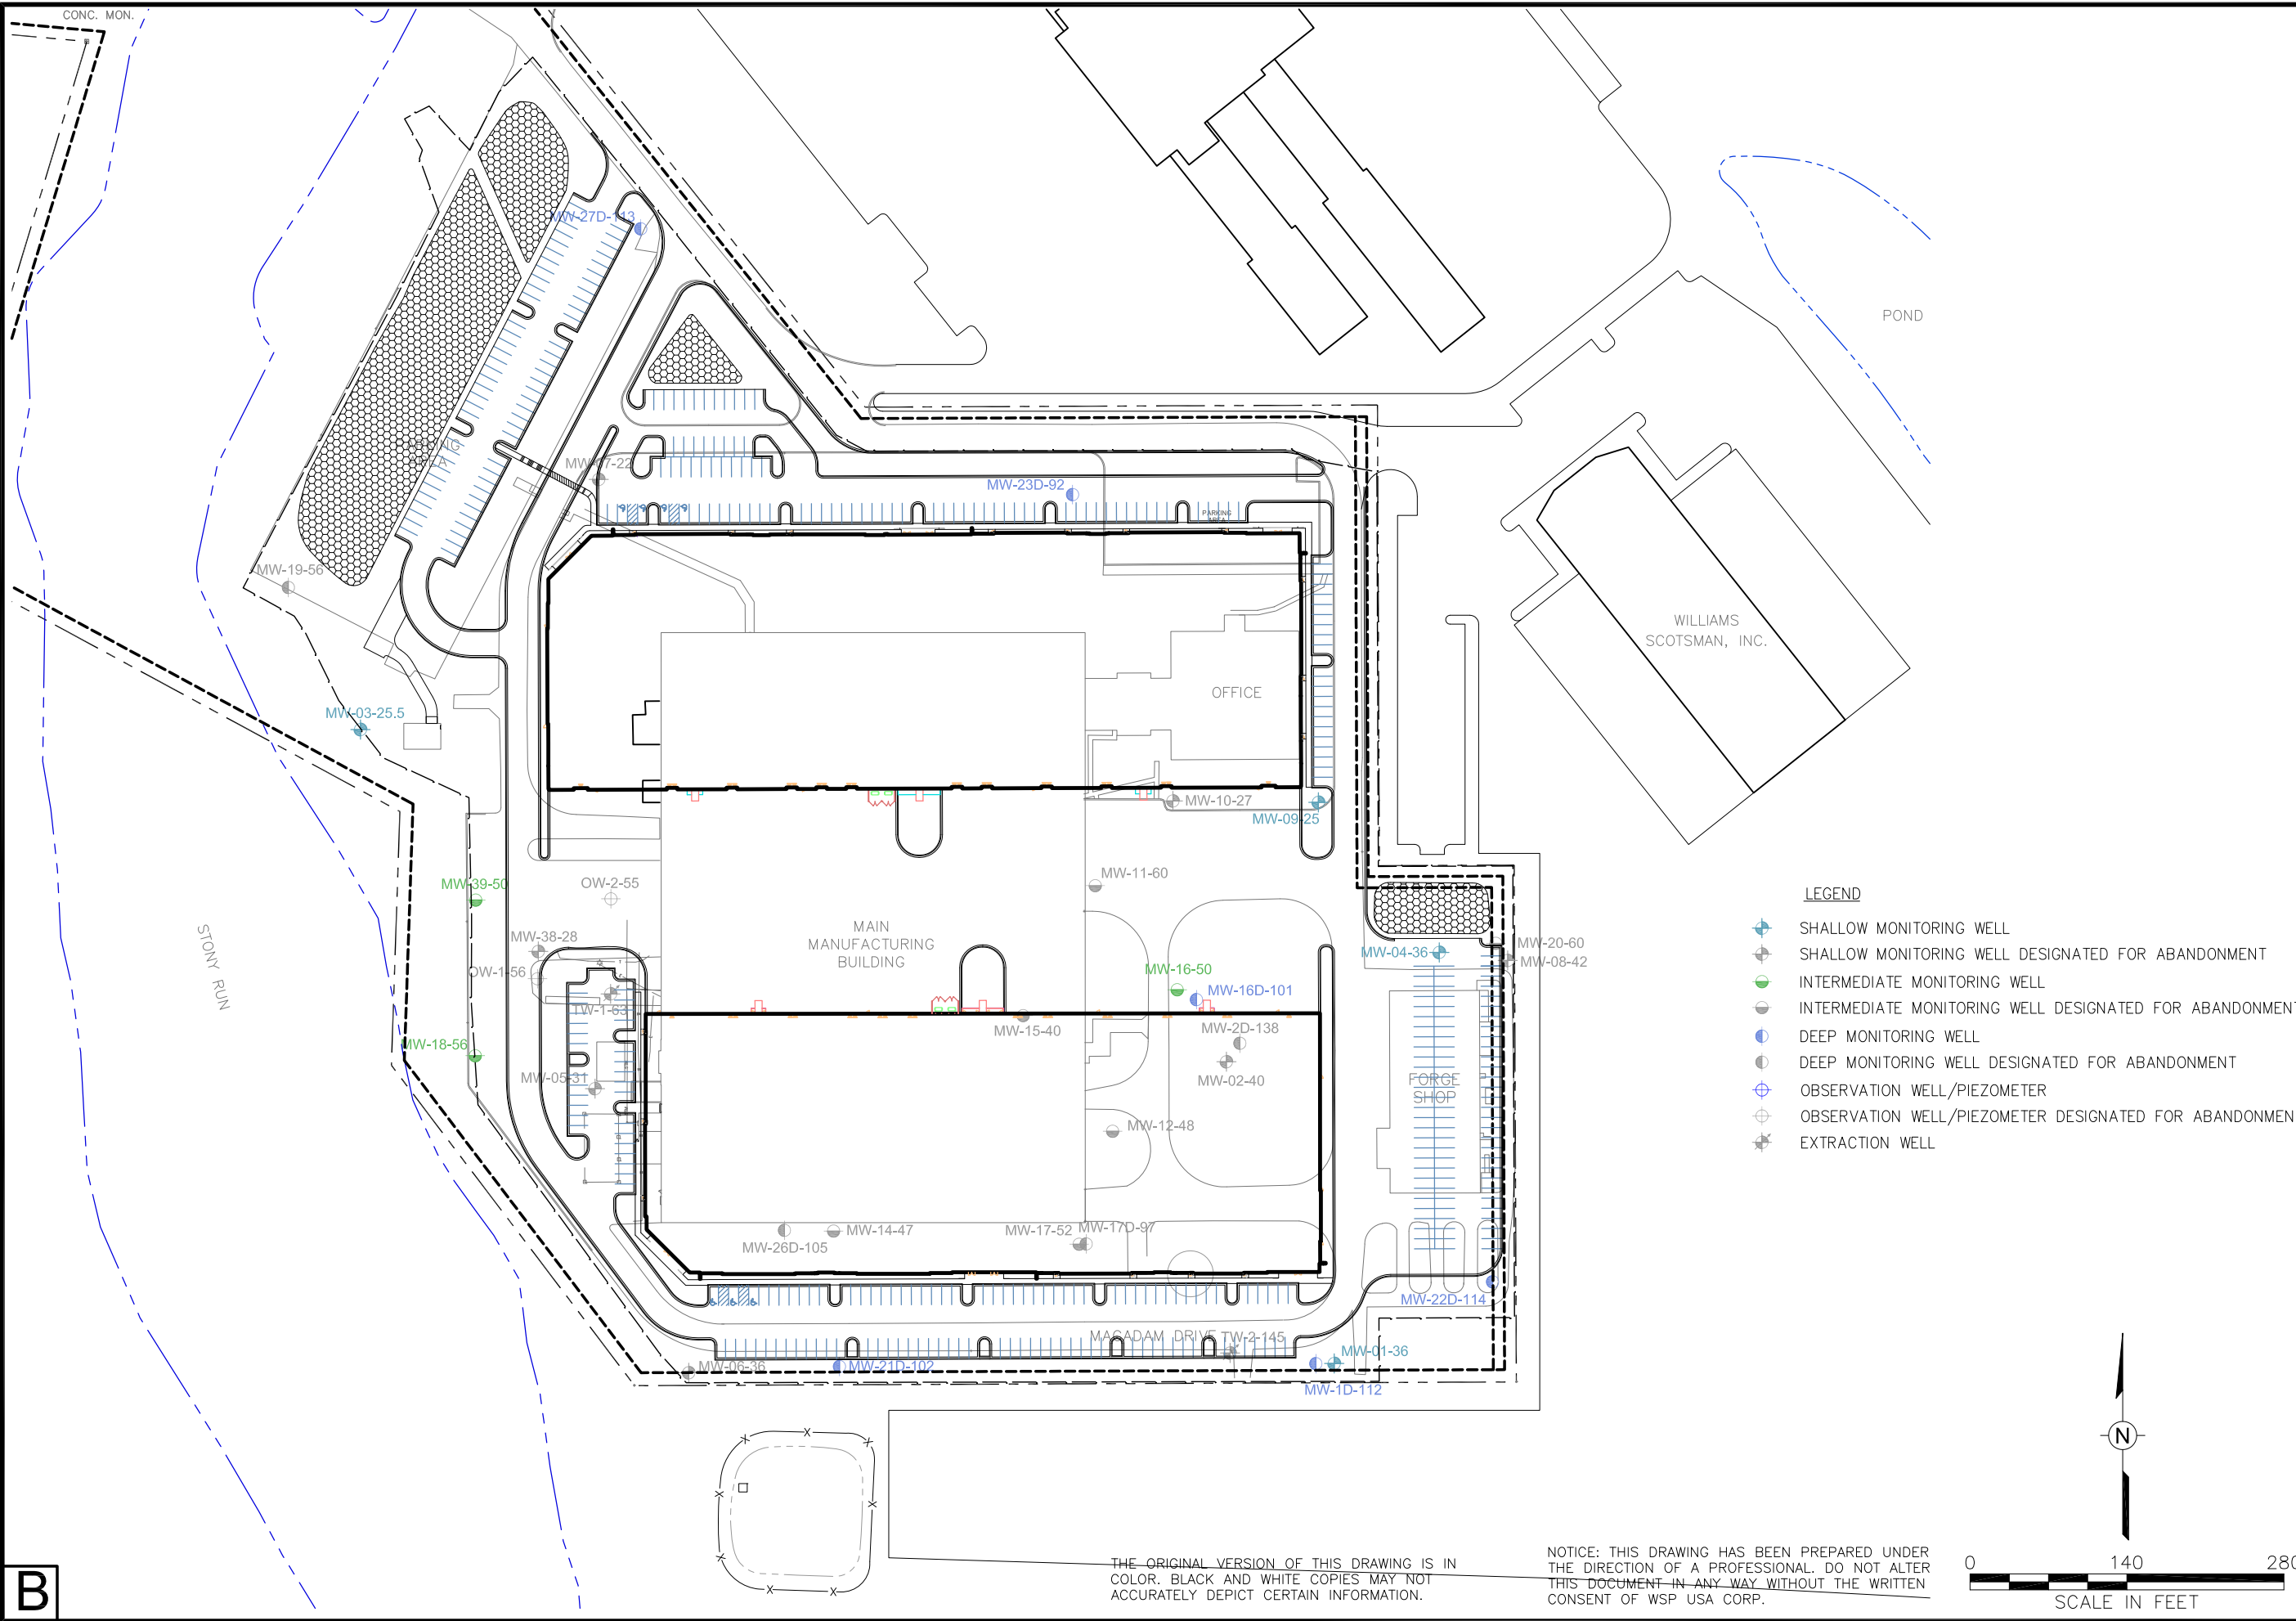 CONC. MON.
MW-27D-113
POND
PARKING
AREA
MW-07-22
MW-23D-92
PARKING
AREA
MW-19-56
WILLIAMS
SCOTSMAN, INC.
OFFICE
MW-03-25.5
MW-10-27
MW-09-25
MW-11-60
MW-39-50
OW-2-55
LEGEND
SHALLOW MONITORING WELL
SHALLOW MONITORING WELL DESIGNATED FOR ABANDONMENT
INTERMEDIATE MONITORING WELL
INTERMEDIATE MONITORING WELL DESIGNATED FOR ABANDONMENT
DEEP MONITORING WELL
DEEP MONITORING WELL DESIGNATED FOR ABANDONMENT
OBSERVATION WELL/PIEZOMETER
OBSERVATION WELL/PIEZOMETER DESIGNATED FOR ABANDONMEN
EXTRACTION WELL
STONY RUN
MAIN
MANUFACTURING
BUILDING
MW-38-28
OW-1-56
MW-04-36
MW-20-60
MW-08-42
MW-16-50
MW-16D-101
TW-1-63
MW-15-40
MW-2D-138
MW-18-56
MW-05-31
MW-02-40
FORGE
SHOP
MW-12-48
MW-14-47
MW-26D-105
MW-17-52
MW-17D-97
MW-22D-114
MACADAM DRIVE
TW-2-145
MW-06-36
MW-21D-102
MW-01-36
MW-1D-112
N
X X X X X X X X
THE ORIGINAL VERSION OF THIS DRAWING IS IN
COLOR. BLACK AND WHITE COPIES MAY NOT
ACCURATELY DEPICT CERTAIN INFORMATION.
NOTICE: THIS DRAWING HAS BEEN PREPARED UNDER
THE DIRECTION OF A PROFESSIONAL. DO NOT ALTER
THIS DOCUMENT IN ANY WAY WITHOUT THE WRITTEN
CONSENT OF WSP USA CORP.
0 140 280
SCALE IN FEET
B